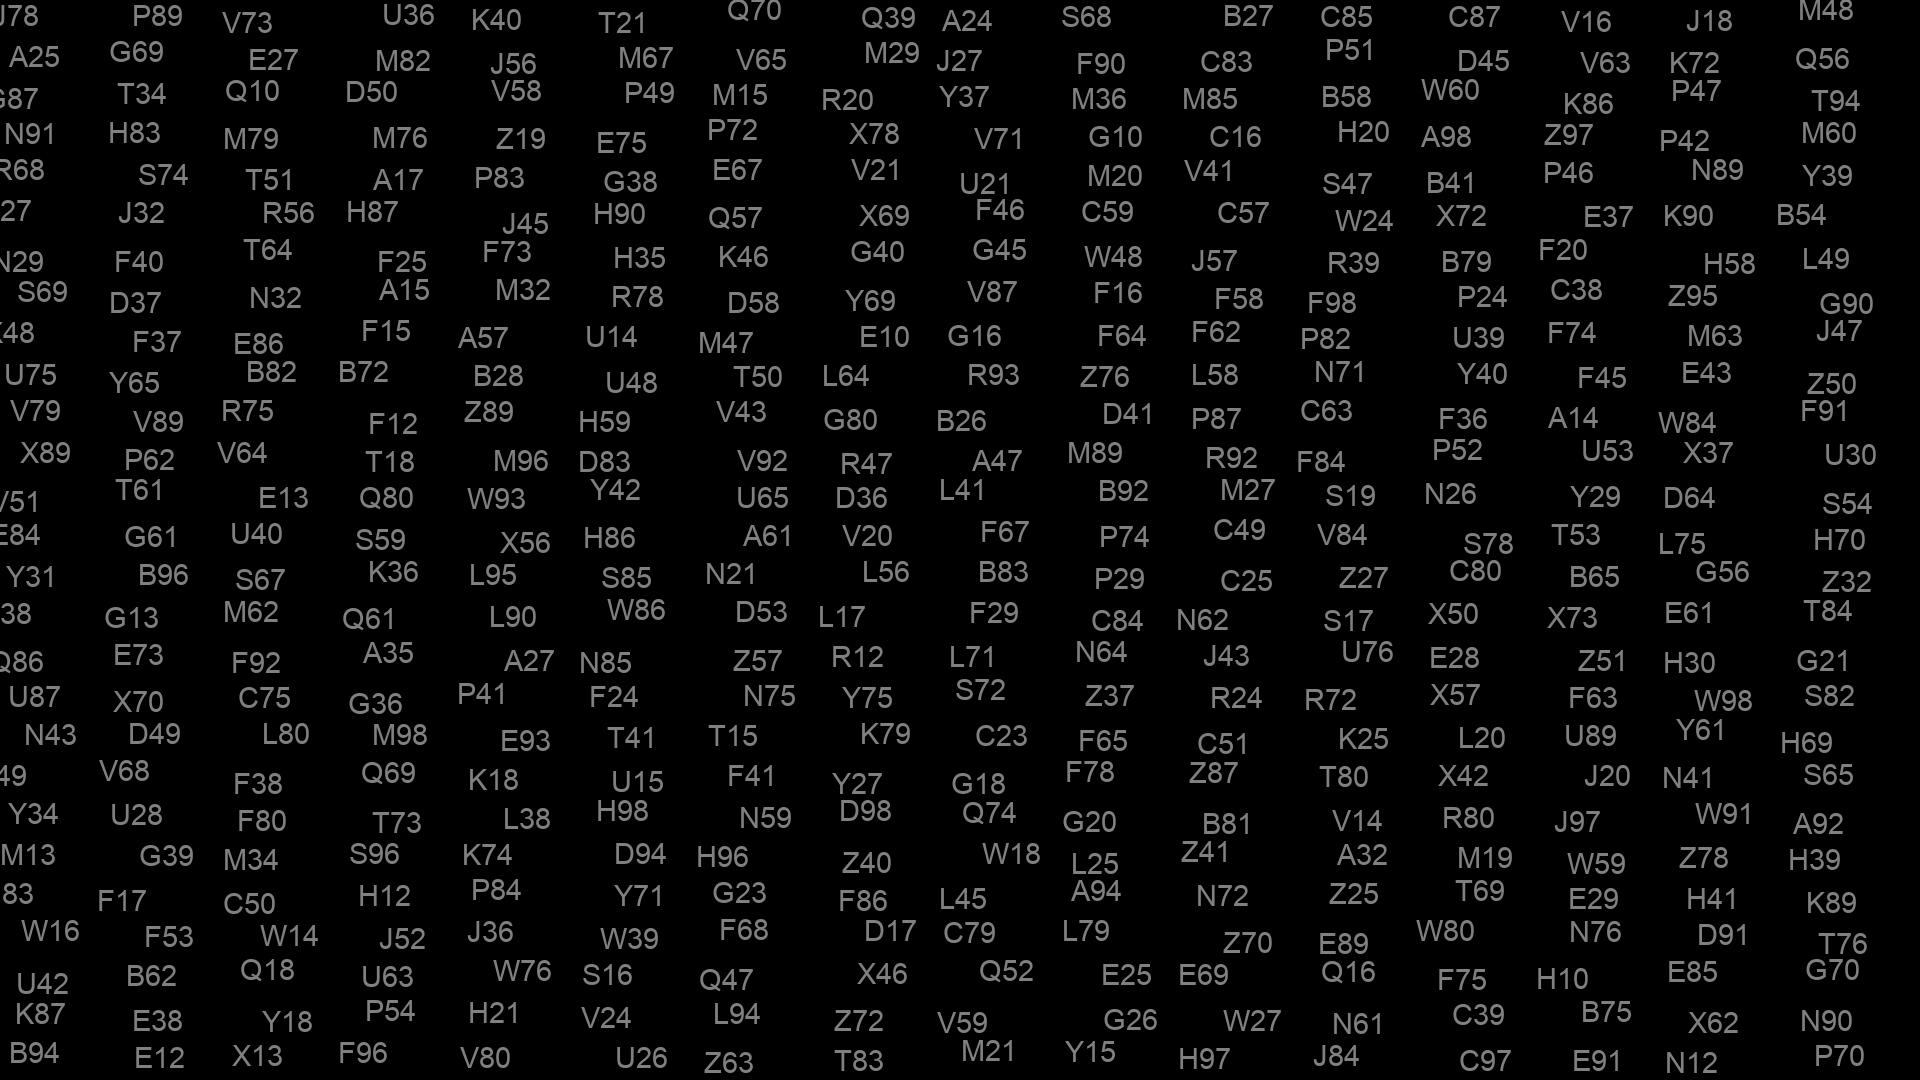 J78 P89 V73 U36 K40 T21 Q70 Q39 A24 S68 B27 C85 C87 V16 J18 M48
A25 G69 E27 M82 J56 M67 V65 M29 J27 F90 C83 P51 D45 V63 K72 Q56
G87 T34 Q10 D50 V58 P49 M15 R20 Y37 M36 M85 B58 W60 K86 P47 T94
N91 H83 M79 M76 Z19 E75 P72 X78 V71 G10 C16 H20 A98 Z97 P42 M60
R68 S74 T51 A17 P83 G38 E67 V21 U21 M20 V41 S47 B41 P46 N89 Y39
27 J32 R56 H87 J45 H90 Q57 X69 F46 C59 C57 W24 X72 E37 K90 B54
N29 F40 T64 F25 F73 H35 K46 G40 G45 W48 J57 R39 B79 F20 H58 L49
S69 D37 N32 A15 M32 R78 D58 Y69 V87 F16 F58 F98 P24 C38 Z95 G90
48 F37 E86 F15 A57 U14 M47 E10 G16 F64 F62 P82 U39 F74 M63 J47
U75 Y65 B82 B72 B28 U48 T50 L64 R93 Z76 L58 N71 Y40 F45 E43 Z50
V79 V89 R75 F12 Z89 H59 V43 G80 B26 D41 P87 C63 F36 A14 W84 F91
X89 P62 V64 T18 M96 D83 V92 R47 A47 M89 R92 F84 P52 U53 X37 U30
V51 T61 E13 Q80 W93 Y42 U65 D36 L41 B92 M27 S19 N26 Y29 D64 S54
E84 G61 U40 S59 X56 H86 A61 V20 F67 P74 C49 V84 S78 T53 L75 H70
Y31 B96 S67 K36 L95 S85 N21 L56 B83 P29 C25 Z27 C80 B65 G56 Z32
38 G13 M62 Q61 L90 W86 D53 L17 F29 C84 N62 S17 X50 X73 E61 T84
Q86 E73 F92 A35 A27 N85 Z57 R12 L71 N64 J43 U76 E28 Z51 H30 G21
U87 X70 C75 G36 P41 F24 N75 Y75 S72 Z37 R24 R72 X57 F63 W98 S82
N43 D49 L80 M98 E93 T41 T15 K79 C23 F65 C51 K25 L20 U89 Y61 H69
49 V68 F38 Q69 K18 U15 F41 Y27 G18 F78 Z87 T80 X42 J20 N41 S65
Y34 U28 F80 T73 L38 H98 N59 D98 Q74 G20 B81 V14 R80 J97 W91 A92
M13 G39 M34 S96 K74 D94 H96 Z40 W18 L25 Z41 A32 M19 W59 Z78 H39
83 F17 C50 H12 P84 Y71 G23 F86 L45 A94 N72 Z25 T69 E29 H41 K89
W16 F53 W14 J52 J36 W39 F68 D17 C79 L79 Z70 E89 W80 N76 D91 T76
U42 B62 Q18 U63 W76 S16 Q47 X46 Q52 E25 E69 Q16 F75 H10 E85 G70
K87 E38 Y18 P54 H21 V24 L94 Z72 V59 G26 W27 N61 C39 B75 X62 N90
B94 E12 X13 F96 V80 U26 Z63 T83 M21 Y15 H97 J84 C97 E91 N12 P70